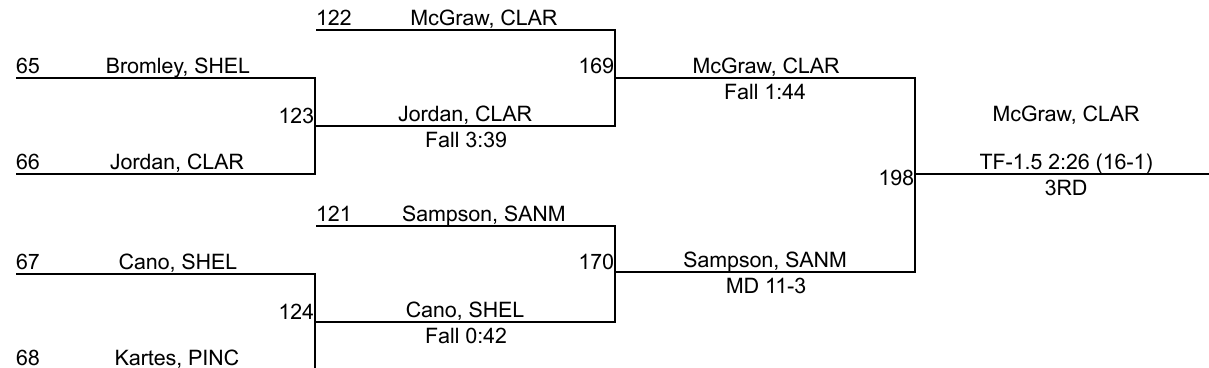 122 McGraw, CLAR
65 Bromley, SHEL
169 McGraw, CLAR
Fall 1:44
123 Jordan, CLAR
Fall 3:39
McGraw, CLAR
66 Jordan, CLAR
198 TF-1.5 2:26 (16-1)
3RD
121 Sampson, SANM
67 Cano, SHEL
170 Sampson, SANM
MD 11-3
124 Cano, SHEL
Fall 0:42
68 Kartes, PINC